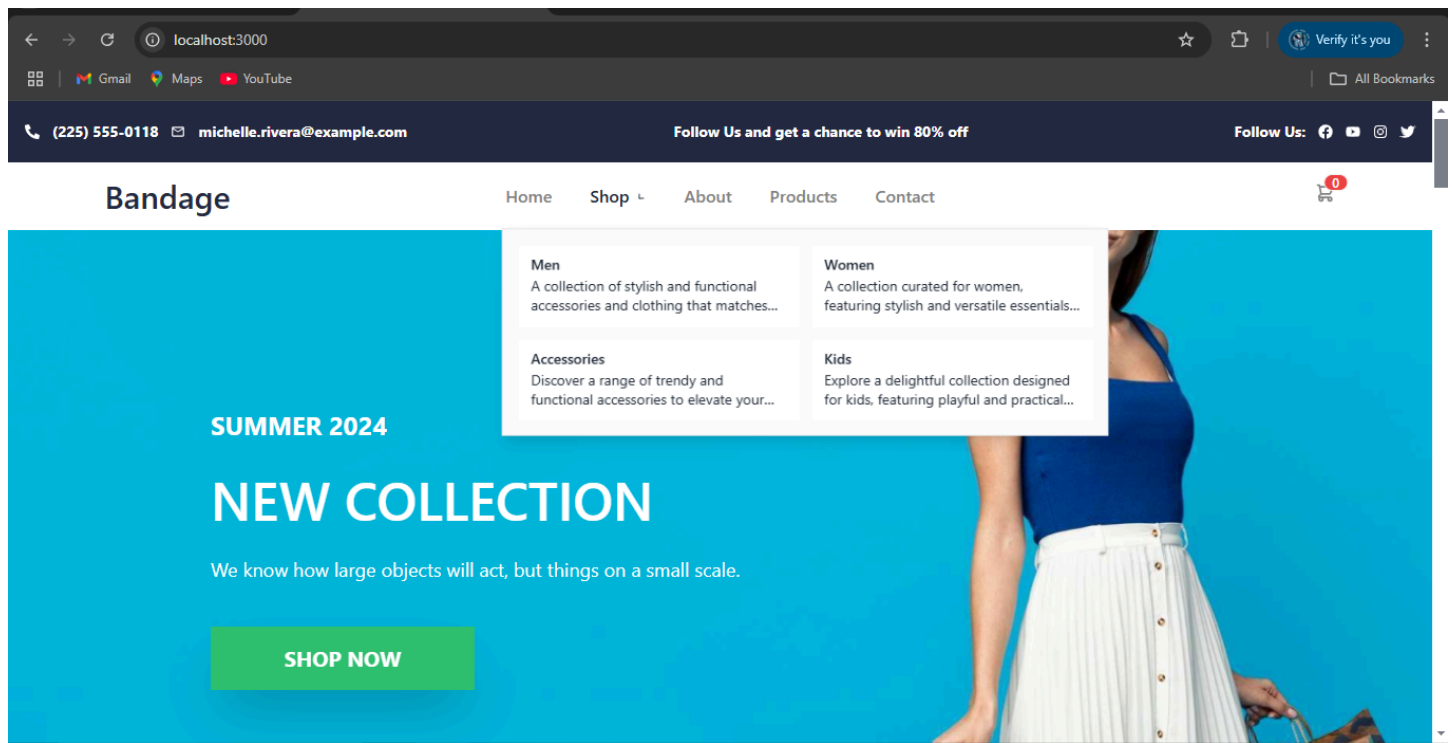 localhost:3000
Verify it's you
Gmail Maps YouTube
All Bookmarks
(225) 555-0118 michelle.rivera@example.com
Follow Us and get a chance to win 80% off
Follow Us:
Bandage
Home Shop About Products Contact
0
Men
A collection of stylish and functional
accessories and clothing that matches...
Women
A collection curated for women,
featuring stylish and versatile essentials...
Accessories
Discover a range of trendy and
functional accessories to elevate your...
Kids
Explore a delightful collection designed
for kids, featuring playful and practical...
SUMMER 2024
NEW COLLECTION
We know how large objects will act, but things on a small scale.
SHOP NOW